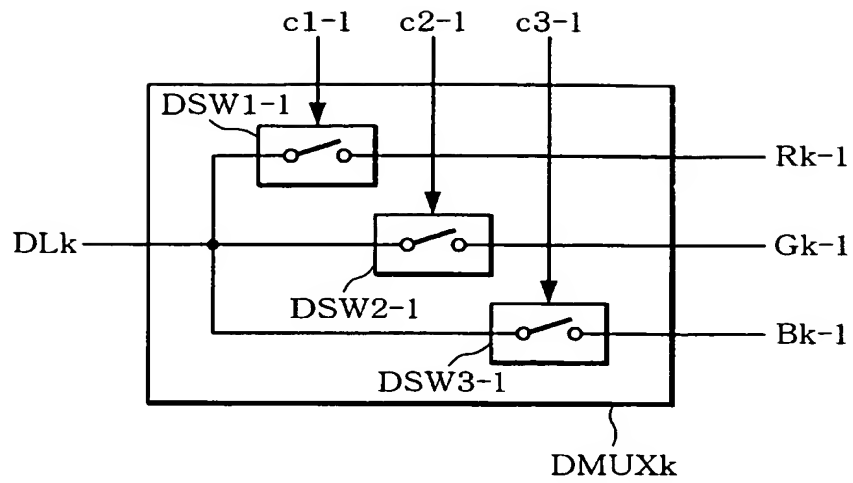 c1-1 c2-1 c3-1
DSW1-1
Rk-1
DLk
Gk-1
DSW2-1
Bk-1
DSW3-1
DMUXk